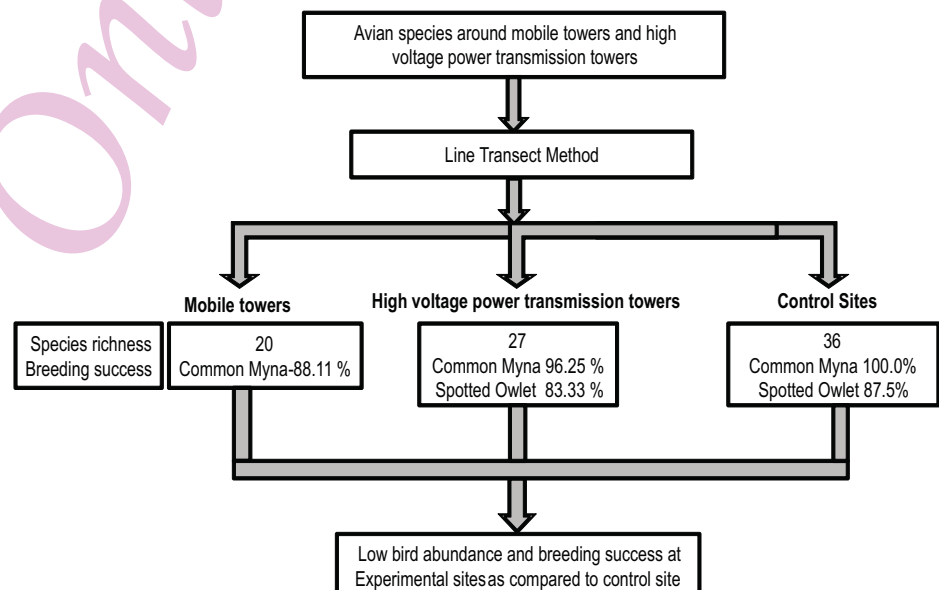 Avian species around mobile towers and high
voltage power transmission towers
Line Transect Method
Mobile towers
High voltage power transmission towers
Control Sites
Species richness
Breeding success
20
Common Myna-88.11 %
27
Common Myna 96.25 %
Spotted Owlet 83.33 %
36
Common Myna 100.0%
Spotted Owlet 87.5%
Low bird abundance and breeding success at
Experimental sites as compared to control site
On